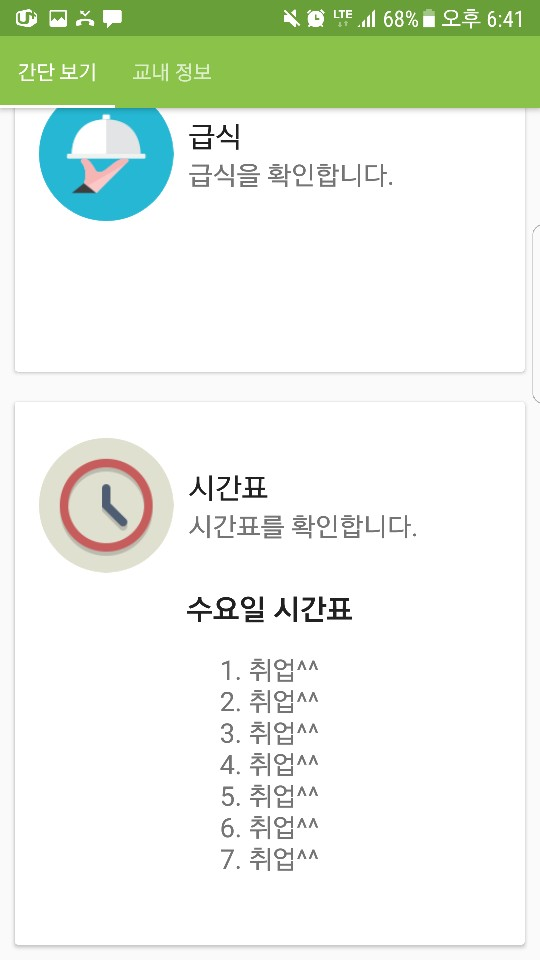 LTE 68% 오후 6:41
간단 보기 교내 정보
급식
급식을 확인합니다.
시간표
시간표를 확인합니다.
수요일 시간표
1. 취업^^
2. 취업^^
3. 취업^^
4. 취업^^
5. 취업^^
6. 취업^^
7. 취업^^